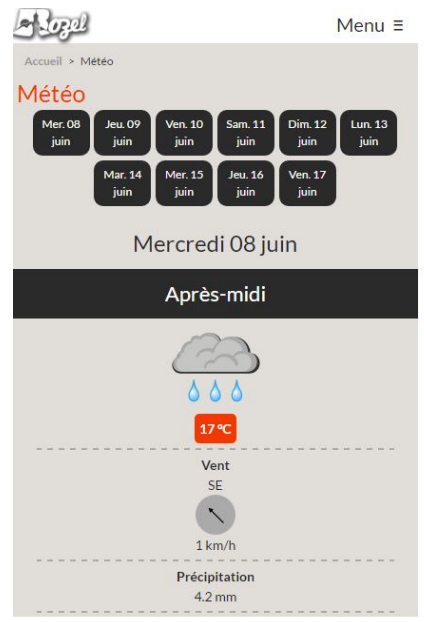 Bozel
Menu ≡
Accueil > Météo
Météo
Mer. 08 juin
Jeu. 09 juin
Ven. 10 juin
Sam. 11 juin
Dim. 12 juin
Lun. 13 juin
Mar. 14 juin
Mer. 15 juin
Jeu. 16 juin
Ven. 17 juin
Mercredi 08 juin
Après-midi
17 °C
Vent
SE
1 km/h
Précipitation
4.2 mm